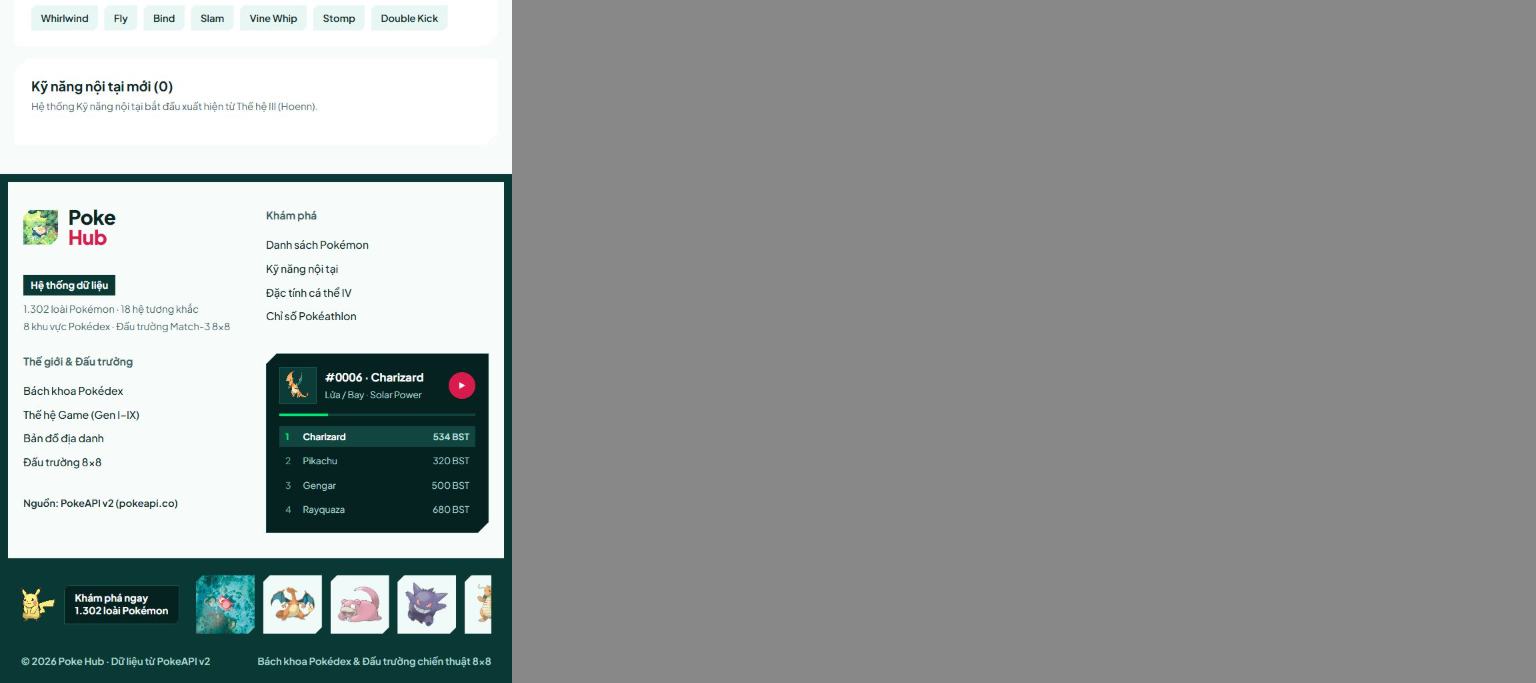 Whirlwind Fly Bind Slam Vine Whip Stomp Double Kick
Kỹ năng nội tại mới (0)
Hệ thống Kỹ năng nội tại bắt đầu xuất hiện từ Thế hệ III (Hoenn).
Poke
Hub
Hệ thống dữ liệu
1.302 loài Pokémon · 18 hệ tương khắc
8 khu vực Pokédex · Đấu trường Match-3 8×8
Khám phá
Danh sách Pokémon
Kỹ năng nội tại
Đặc tính cá thể IV
Chỉ số Pokéathlon
Thế giới & Đấu trường
Bách khoa Pokédex
Thế hệ Game (Gen I–IX)
Bản đồ địa danh
Đấu trường 8×8
Nguồn: PokeAPI v2 (pokeapi.co)
#0006 · Charizard
Lửa / Bay · Solar Power
1 Charizard 534 BST
2 Pikachu 320 BST
3 Gengar 500 BST
4 Rayquaza 680 BST
Khám phá ngay
1.302 loài Pokémon
© 2026 Poke Hub · Dữ liệu từ PokeAPI v2
Bách khoa Pokédex & Đấu trường chiến thuật 8×8